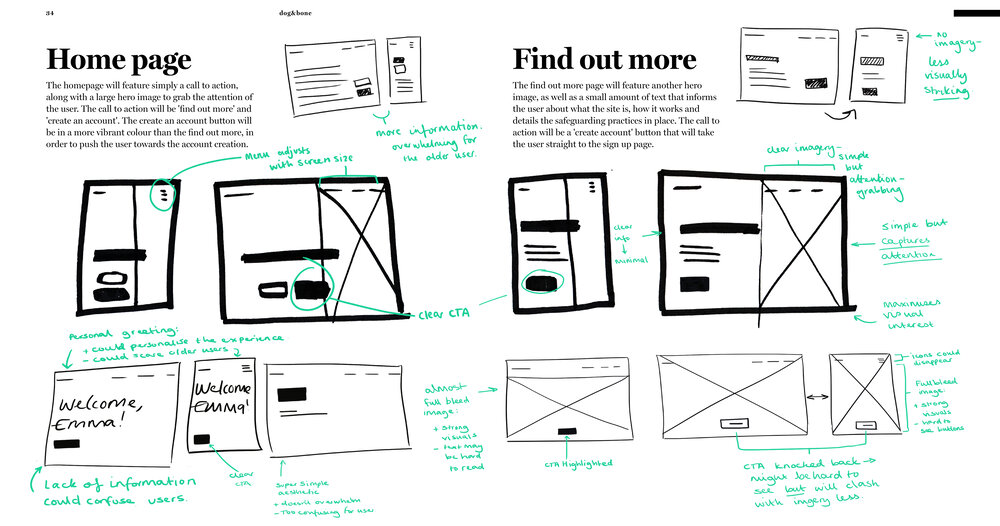 34
dog&bone
Home page
The homepage will feature simply a call to action,
along with a large hero image to grab the attention of
the user. The call to action will be 'find out more' and
'create an account'. The create an account button will
be in a more vibrant colour than the find out more, in
order to push the user towards the account creation.
more information.
overwhelming for
the older user.
Menu adjusts
with screen size
clear CTA
Personal greeting:
+ could personalise the experience
- could scare older users
Welcome,
Emma!
Welcome
Emma!
Lack of information
could confuse users.
clear
CTA
super simple
aesthetic
+ doesn't overwhelm
- Too confusing for user
Find out more
The find out more page will feature another hero
image, as well as a small amount of text that informs
the user about what the site is, how it works and
details the safeguarding practices in place. The call to
action will be a 'create account' button that will take
the user straight to the sign up page.
NO
imagery-
less
visually
striking
clear imagery-
simple
but
attention-
grabbing
clear
info
minimal
simple but
captures
attention
Maximises
visual
interest
almost
full bleed
image:
+ strong
visuals
- text may
be hard
to read
CTA Highlighted
icons could
disappear
Full bleed
image:
+ strong
visuals
- hard to
see buttons
CTA knocked back
might be hard to
see but will clash
with imagery less.